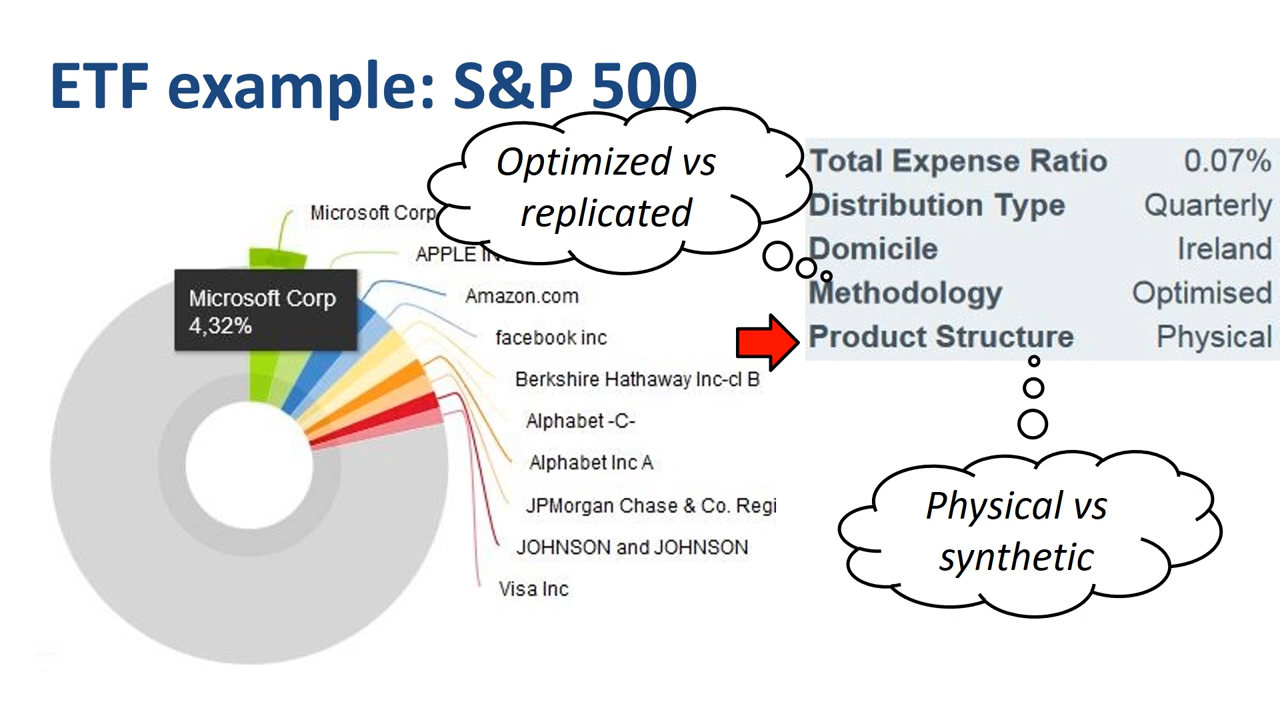 ETF example: S&P 500
Optimized vs
replicated
Total Expense Ratio 0.07%
Distribution Type Quarterly
Domicile Ireland
Methodology Optimised
Product Structure Physical
Microsoft Corp
APPLE
Microsoft Corp
4,32%
Amazon.com
facebook inc
Berkshire Hathaway Inc-cl B
Alphabet -C-
Alphabet Inc A
JPMorgan Chase & Co. Regi
JOHNSON and JOHNSON
Visa Inc
Physical vs
synthetic